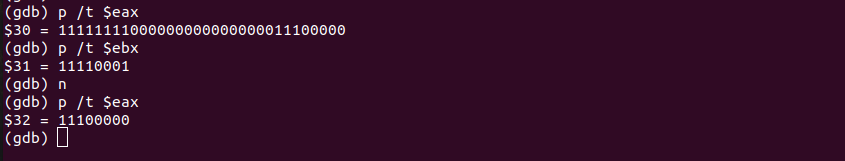 (gdb) p /t $eax
$30 = 11111111000000000000000011100000
(gdb) p /t $ebx
$31 = 11110001
(gdb) n
(gdb) p /t $eax
$32 = 11100000
(gdb)